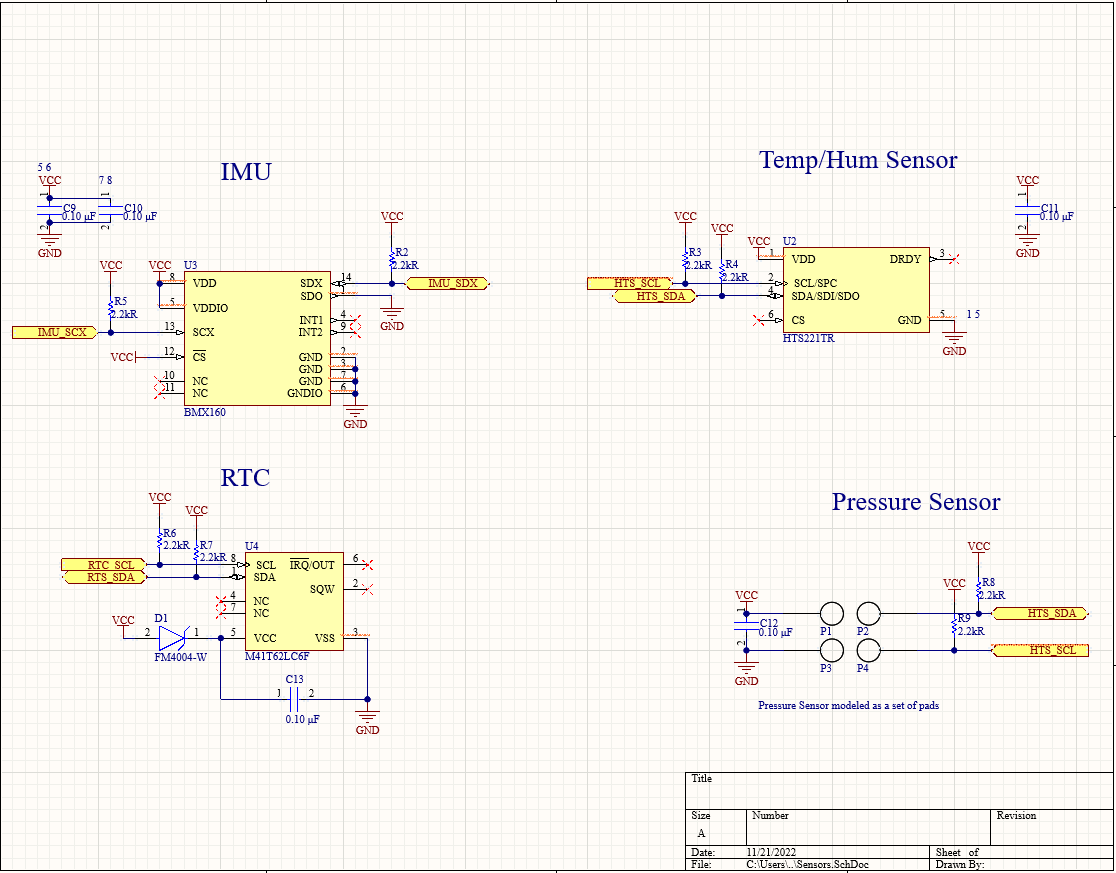 IMU
5 6
VCC
7 8
1
1
C9
0.10 µF
C10
0.10 µF
2
2
GND
VCC
R5
2.2kR
IMU_SCX
VCC
VCC
U3
8 VDD
5 VDDIO
13 SCX
12 CS
10 NC
11 NC
SDX 14
SDO 1
INT1 4
INT2 9
GND 2
GND 3
GND 7
GNDIO 6
BMX160
GND
VCC
R2
2.2kR
IMU_SDX
GND
Temp/Hum Sensor
VCC
R3
2.2kR
VCC
R4
2.2kR
HTS_SCL
HTS_SDA
VCC
U2
1 VDD
2 SCL/SPC
4 SDA/SDI/SDO
6 CS
DRDY 3
GND 5
1 5
HTS221TR
GND
VCC
1
C11
0.10 µF
2
GND
RTC
VCC
R6
2.2kR
VCC
R7
2.2kR
RTC_SCL
RTS_SDA
U4
8 SCL
1 SDA
4 NC
7 NC
5 VCC
IRQ/OUT 6
SQW 2
VSS 3
M41T62LC6F
VCC
D1
2 1
FM4004-W
C13
1 2
0.10 µF
GND
Pressure Sensor
VCC
1
C12
0.10 µF
2
GND
P1 P2
P3 P4
VCC
R8
2.2kR
VCC
R9
2.2kR
HTS_SDA
HTS_SCL
Pressure Sensor modeled as a set of pads
Title
Size Number Revision
A
Date: 11/21/2022 Sheet of
File: C:\Users\..\Sensors.SchDoc Drawn By: